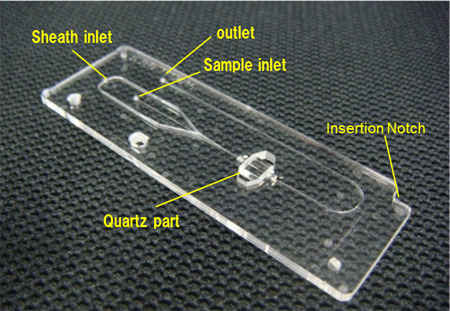 outlet
Sheath inlet
Sample inlet
Insertion Notch
Quartz part